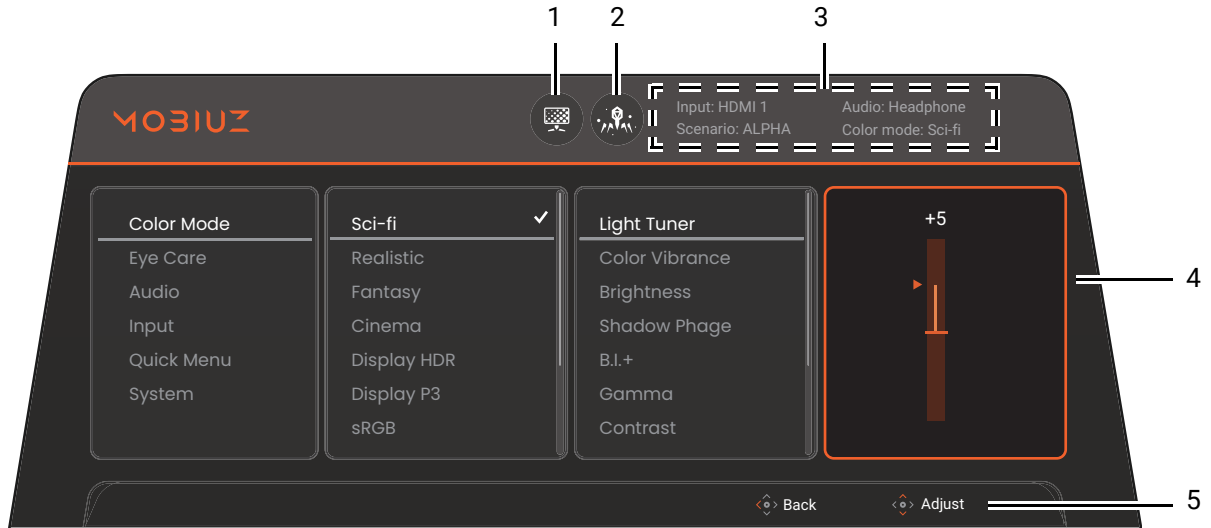 1
2
3
MOBIUZ
Input: HDMI 1
Audio: Headphone
Scenario: ALPHA
Color mode: Sci-fi
Color Mode
Eye Care
Audio
Input
Quick Menu
System
Sci-fi
Realistic
Fantasy
Cinema
Display HDR
Display P3
sRGB
Light Tuner
Color Vibrance
Brightness
Shadow Phage
B.I.+
Gamma
Contrast
+5
4
Back
Adjust
5